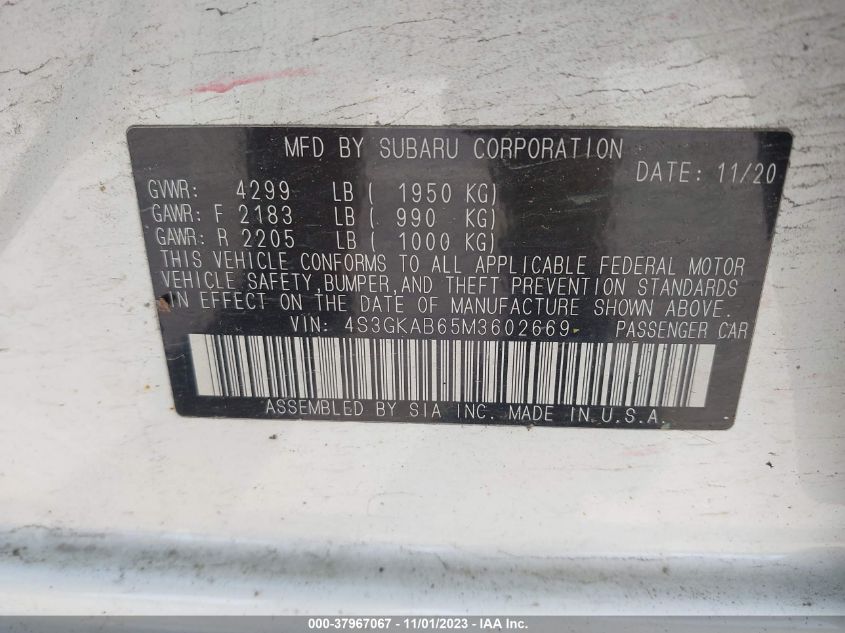 MFD BY SUBARU CORPORATION
DATE: 11/20
GVWR: 4299 LB ( 1950 KG)
GAWR: F 2183 LB ( 990 KG)
GAWR: R 2205 LB ( 1000 KG)
THIS VEHICLE CONFORMS TO ALL APPLICABLE FEDERAL MOTOR
VEHICLE SAFETY, BUMPER, AND THEFT PREVENTION STANDARDS
IN EFFECT ON THE DATE OF MANUFACTURE SHOWN ABOVE.
VIN: 4S3GKAB65M3602669 PASSENGER CAR
ASSEMBLED BY SIA INC. MADE IN U.S.A.
000-37967067 - 11/01/2023 - IAAI Inc.